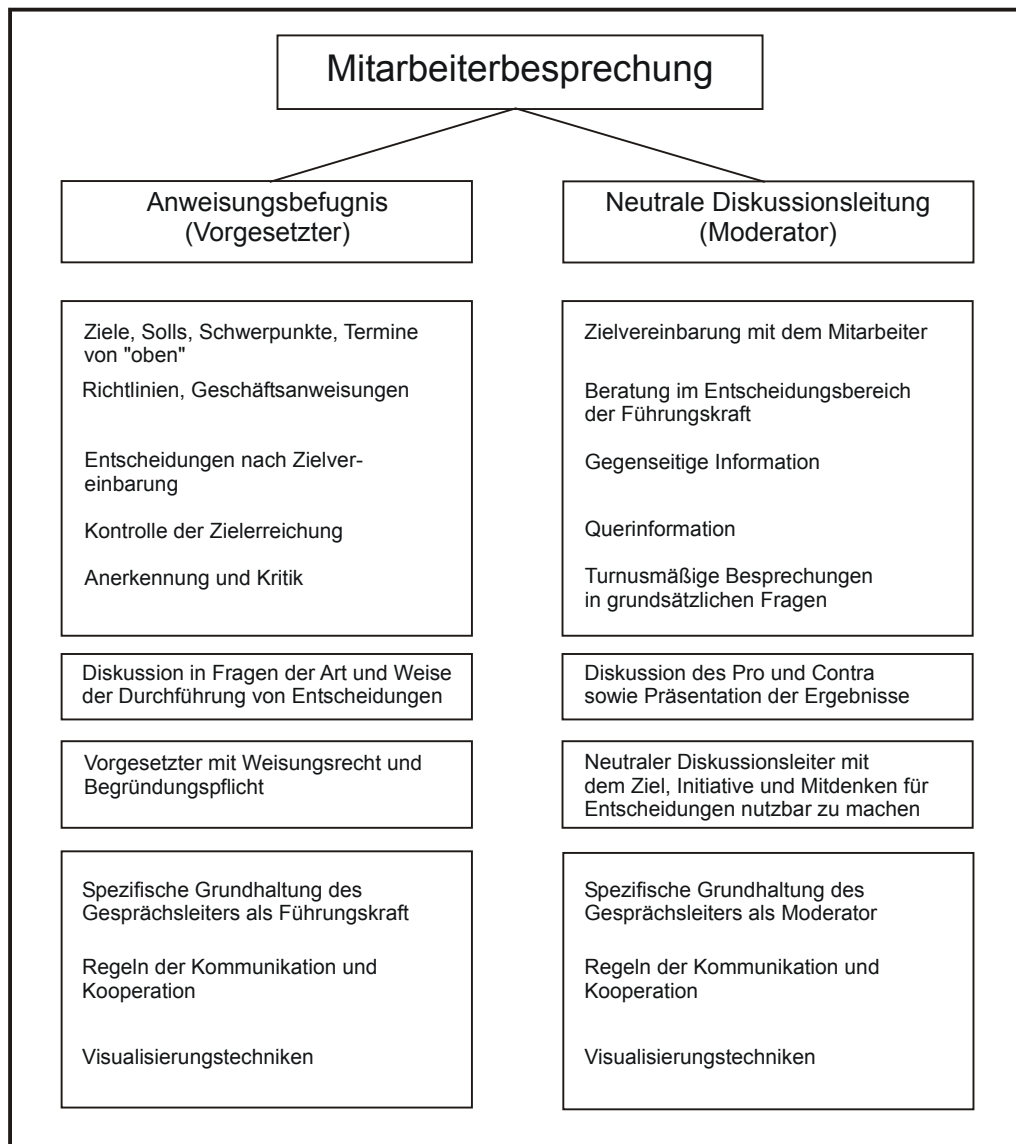 Mitarbeiterbesprechung
Anweisungsbefugnis
(Vorgesetzter)
Ziele, Solls, Schwerpunkte, Termine
von "oben"
Richtlinien, Geschäftsanweisungen
Entscheidungen nach Zielver-
einbarung
Kontrolle der Zielerreichung
Anerkennung und Kritik
Diskussion in Fragen der Art und Weise
der Durchführung von Entscheidungen
Vorgesetzter mit Weisungsrecht und
Begründungspflicht
Spezifische Grundhaltung des
Gesprächsleiters als Führungskraft
Regeln der Kommunikation und
Kooperation
Visualisierungstechniken
Neutrale Diskussionsleitung
(Moderator)
Zielvereinbarung mit dem Mitarbeiter
Beratung im Entscheidungsbereich
der Führungskraft
Gegenseitige Information
Querinformation
Turnusmäßige Besprechungen
in grundsätzlichen Fragen
Diskussion des Pro und Contra
sowie Präsentation der Ergebnisse
Neutraler Diskussionsleiter mit
dem Ziel, Initiative und Mitdenken für
Entscheidungen nutzbar zu machen
Spezifische Grundhaltung des
Gesprächsleiters als Moderator
Regeln der Kommunikation und
Kooperation
Visualisierungstechniken